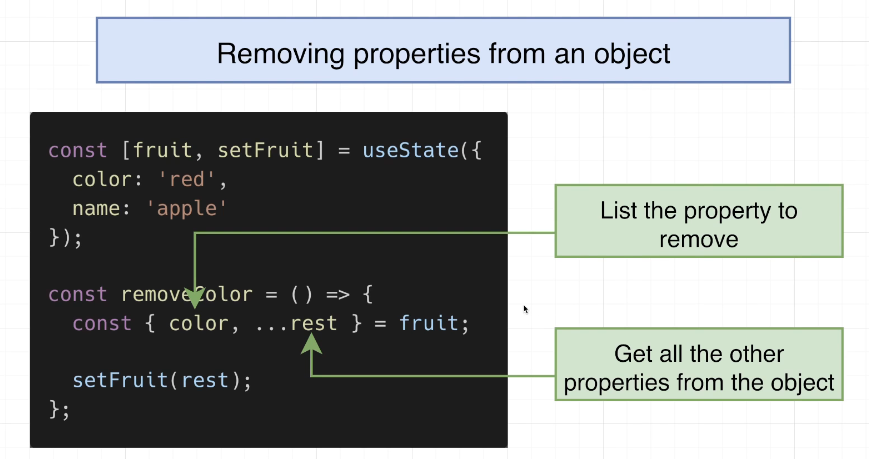 Removing properties from an object
const [fruit, setFruit] = useState({
  color: 'red',
  name: 'apple'
});
const removeColor = () => {
  const { color, ...rest } = fruit;
  setFruit(rest);
};
List the property to
remove
Get all the other
properties from the object